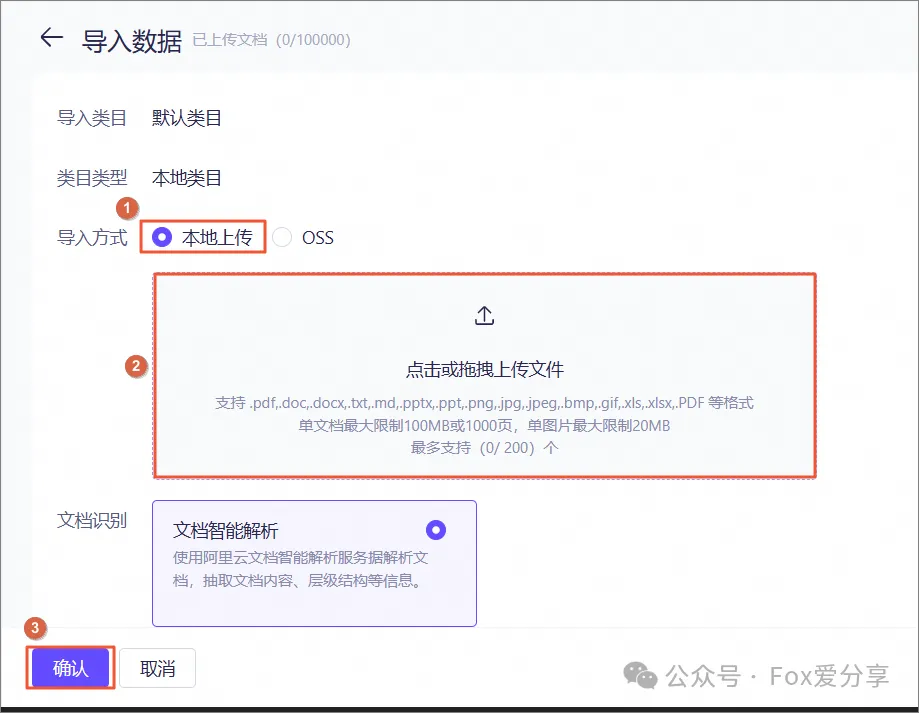 导入数据 已上传文档 (0/100000)
导入类目 默认类目
类目类型 本地类目
1
导入方式 本地上传 OSS
2
点击或拖拽上传文件
支持 .pdf,.doc,.docx,.txt,.md,.pptx,.ppt,.png,.jpg,.jpeg,.bmp,.gif,.xls,.xlsx,.PDF 等格式
单文档最大限制100MB或1000页，单图片最大限制20MB
最多支持（0/ 200）个
文档识别 文档智能解析
使用阿里云文档智能解析服务据解析文
档，抽取文档内容、层级结构等信息。
3
确认 取消
公众号 · Fox爱分享